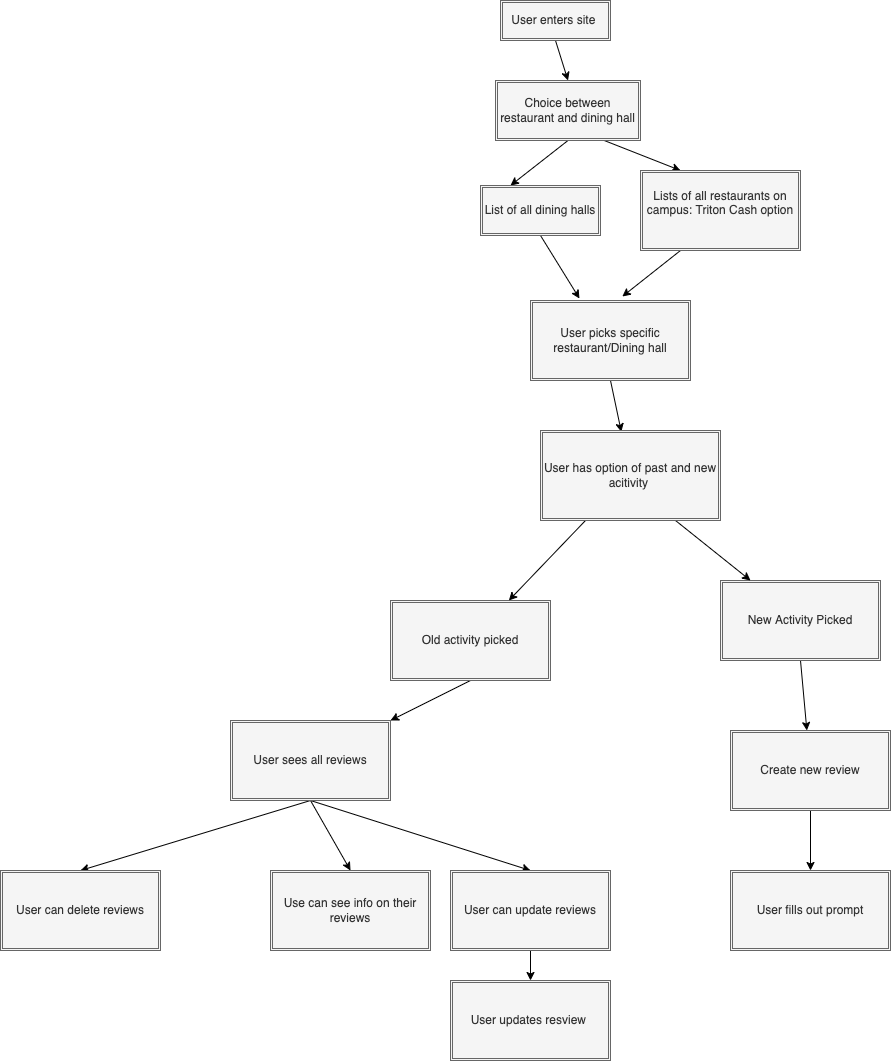 User enters site
Choice between
restaurant and dining hall
List of all dining halls
Lists of all restaurants on
campus: Triton Cash option
User picks specific
restaurant/Dining hall
User has option of past and new
acitivity
Old activity picked
New Activity Picked
User sees all reviews
Create new review
User can delete reviews
Use can see info on their
reviews
User can update reviews
User fills out prompt
User updates resview